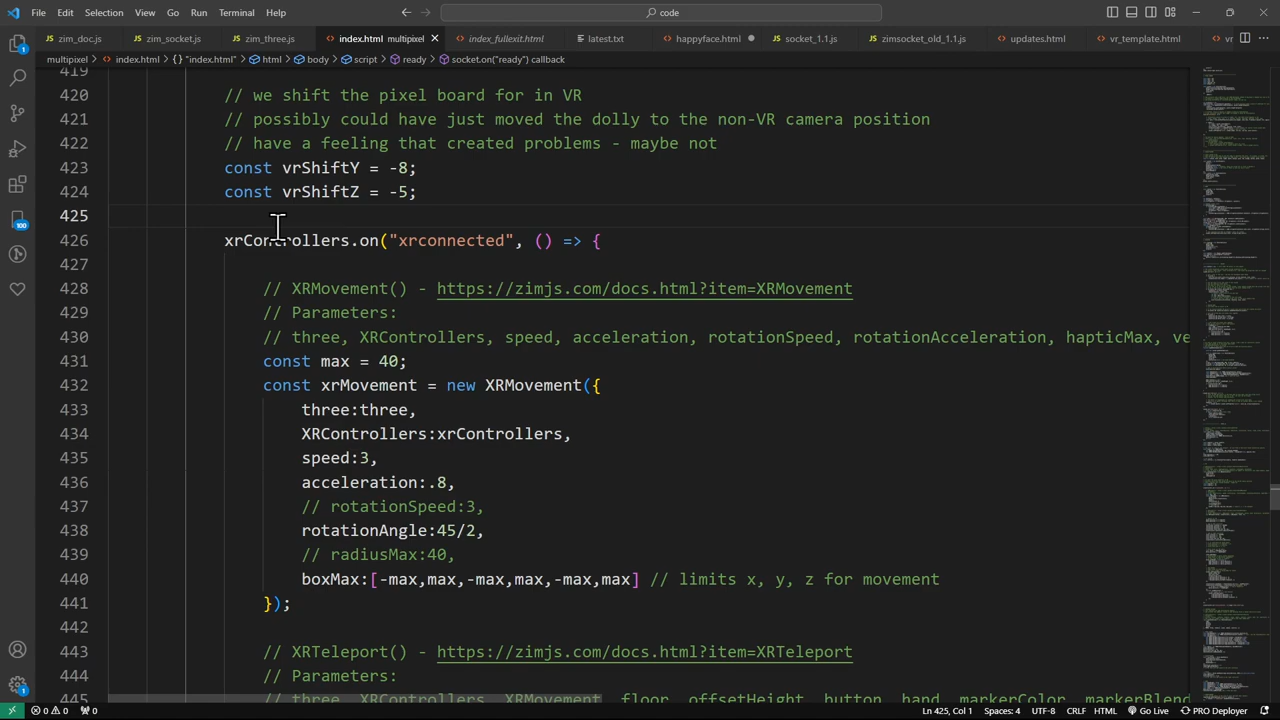 File Edit Selection View Go Run Terminal Help code
zim_doc.js zim_socket.js zim_three.js index.html multipixel index_fullexit.html latest.txt happyface.html socket_1.1.js zimsocket_old_1.1.js updates.html vr_template.html vr
multipixel > index.html > {} "index.html" > html > body > script > ready > socket.on("ready") callback
419
420 // we shift the pixel board for in VR
421 // possibly could have just moved the dolly to the non-VR camera position
422 // have a feeling that created problems - maybe not
423 const vrShiftY = -8;
424 const vrShiftZ = -5;
425
426 xrControllers.on("xrconnected", () => {
427
428 // XRMovement() - https://zimjs.com/docs.html?item=XRMovement
429 // Parameters:
430 // three, XRControllers, speed, acceleration, rotationSpeed, rotationAcceleration, hapticMax, ve
431 const max = 40;
432 const xrMovement = new XRMovement({
433 three:three,
434 XRControllers:xrControllers,
435 speed:3,
436 acceleration:.8,
437 // rotationSpeed:3,
438 rotationAngle:45/2,
439 // radiusMax:40,
440 boxMax:[-max,max,-max,max,-max,max] // limits x, y, z for movement
441 });
442
443 // XRTeleport() - https://zimjs.com/docs.html?item=XRTeleport
444 // Parameters:
0 0 0 Ln 425, Col 1 Spaces: 4 UTF-8 CRLF HTML Go Live PRO Deployer